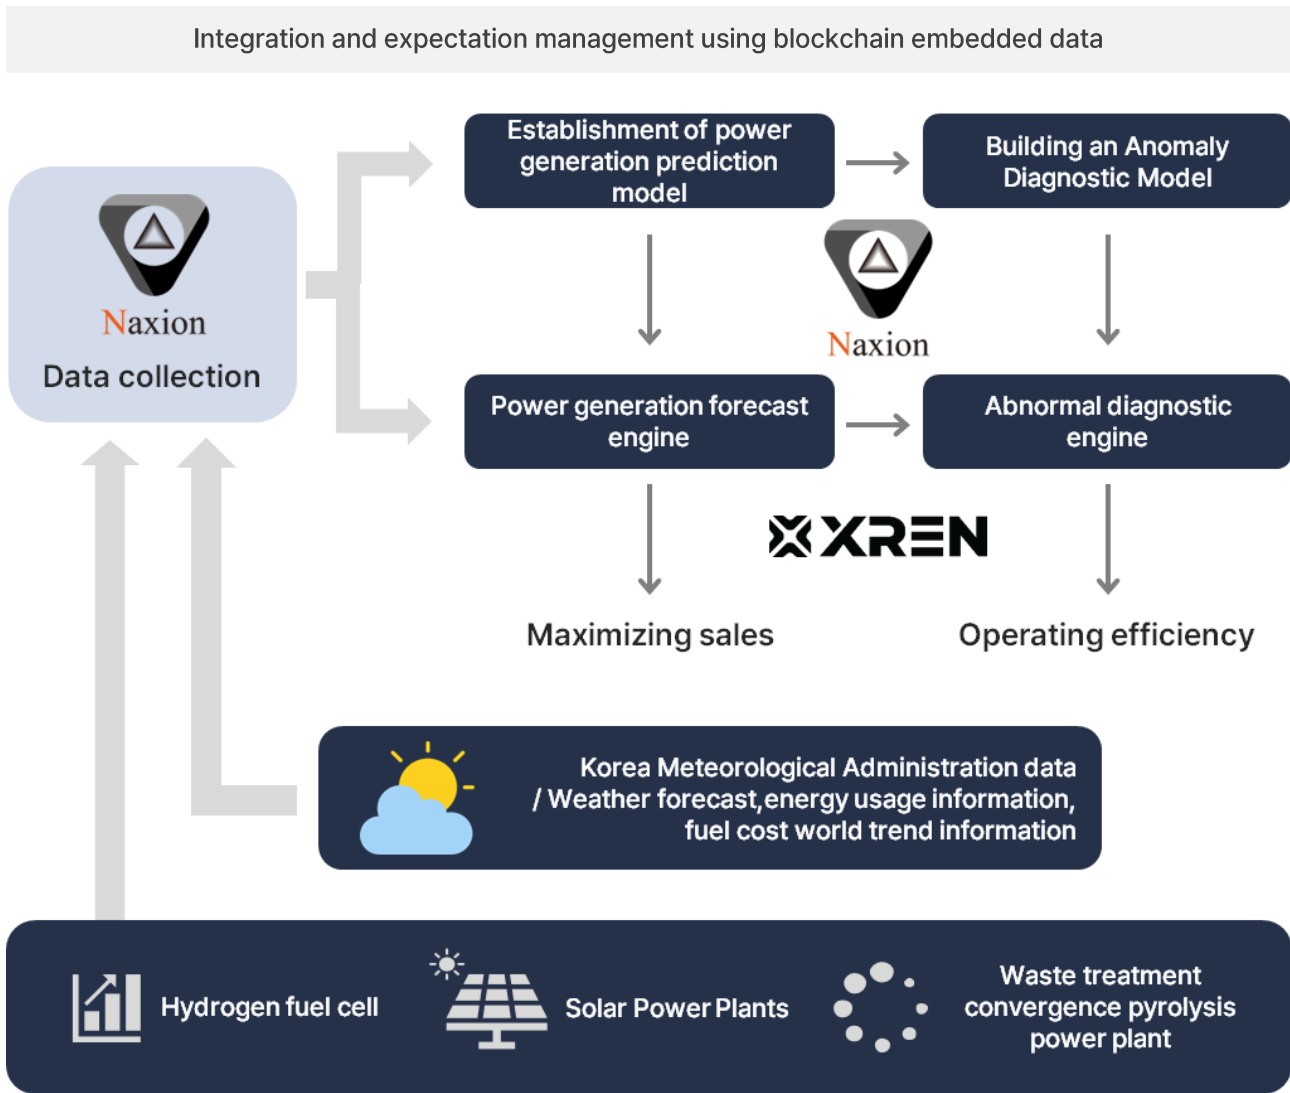 Integration and expectation management using blockchain embedded data
Naxion
Data collection
Establishment of power
generation prediction
model
Building an Anomaly
Diagnostic Model
Naxion
Power generation forecast
engine
Abnormal diagnostic
engine
XREN
Maximizing sales
Operating efficiency
Korea Meteorological Administration data
/ Weather forecast,energy usage information,
fuel cost world trend information
Hydrogen fuel cell
Solar Power Plants
Waste treatment
convergence pyrolysis
power plant